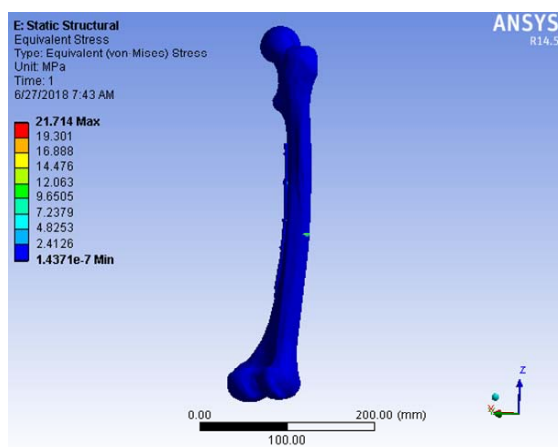 E: Static Structural
Equivalent Stress
Type: Equivalent (von-Mises) Stress
Unit: MPa
Time: 1
6/27/2018 7:43 AM
21.714 Max
19.301
16.888
14.476
12.063
9.6505
7.2379
4.8253
2.4126
1.4371e-7 Min
ANSYS
R14.5
Z
0.00
200.00 (mm)
100.00